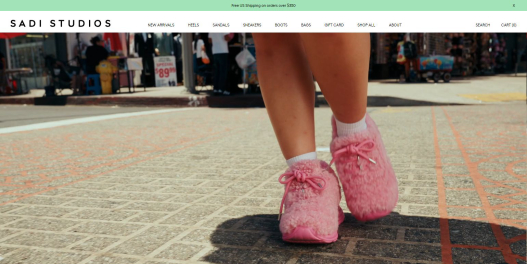 Free US Shipping on orders over $350
X
SADI STUDIOS
NEW ARRIVALS HEELS SANDALS SNEAKERS BOOTS BAGS GIFT CARD SHOP ALL ABOUT
SEARCH CART (0)
$89